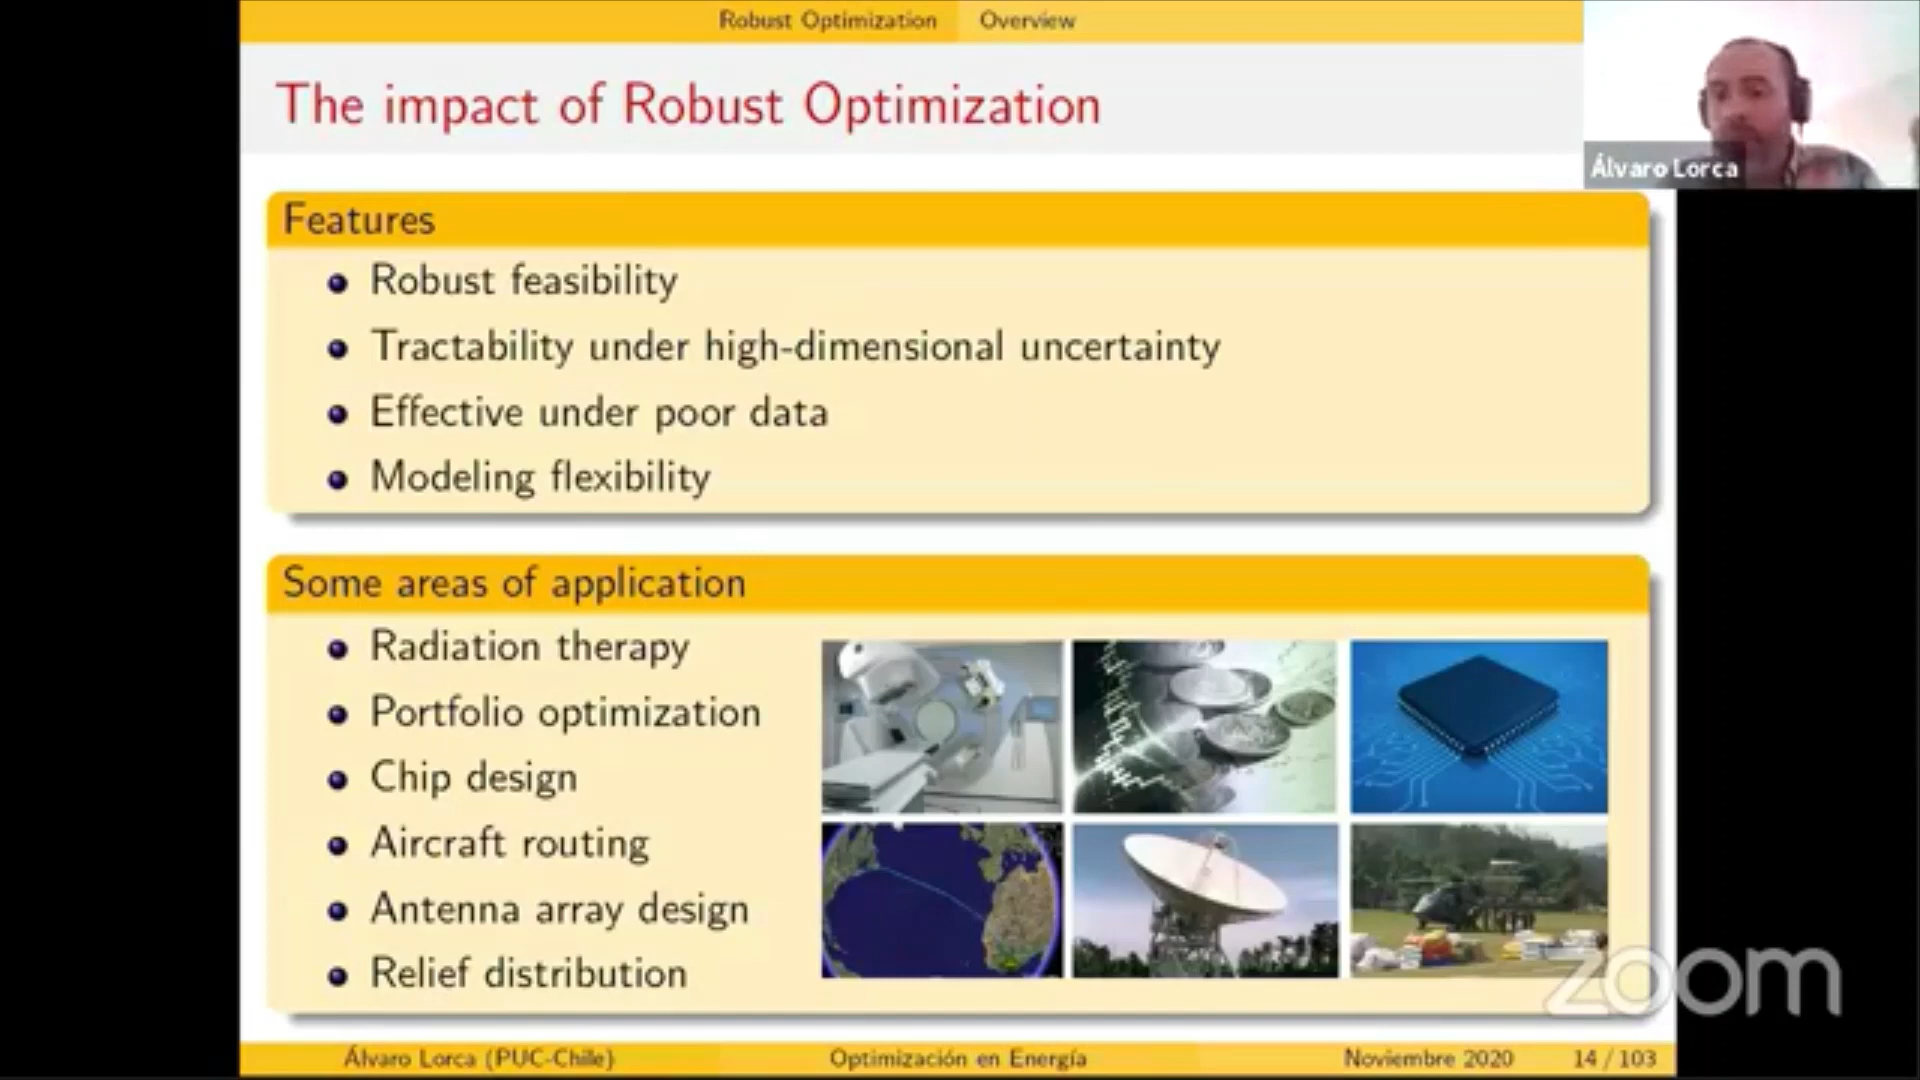 Robust Optimization Overview
The impact of Robust Optimization
Álvaro Lorca
Features
Robust feasibility
Tractability under high-dimensional uncertainty
Effective under poor data
Modeling flexibility
Some areas of application
Radiation therapy
Portfolio optimization
Chip design
Aircraft routing
Antenna array design
Relief distribution
zoom
Álvaro Lorca (PUC-Chile) Optimización en Energía Noviembre 2020 14 / 103